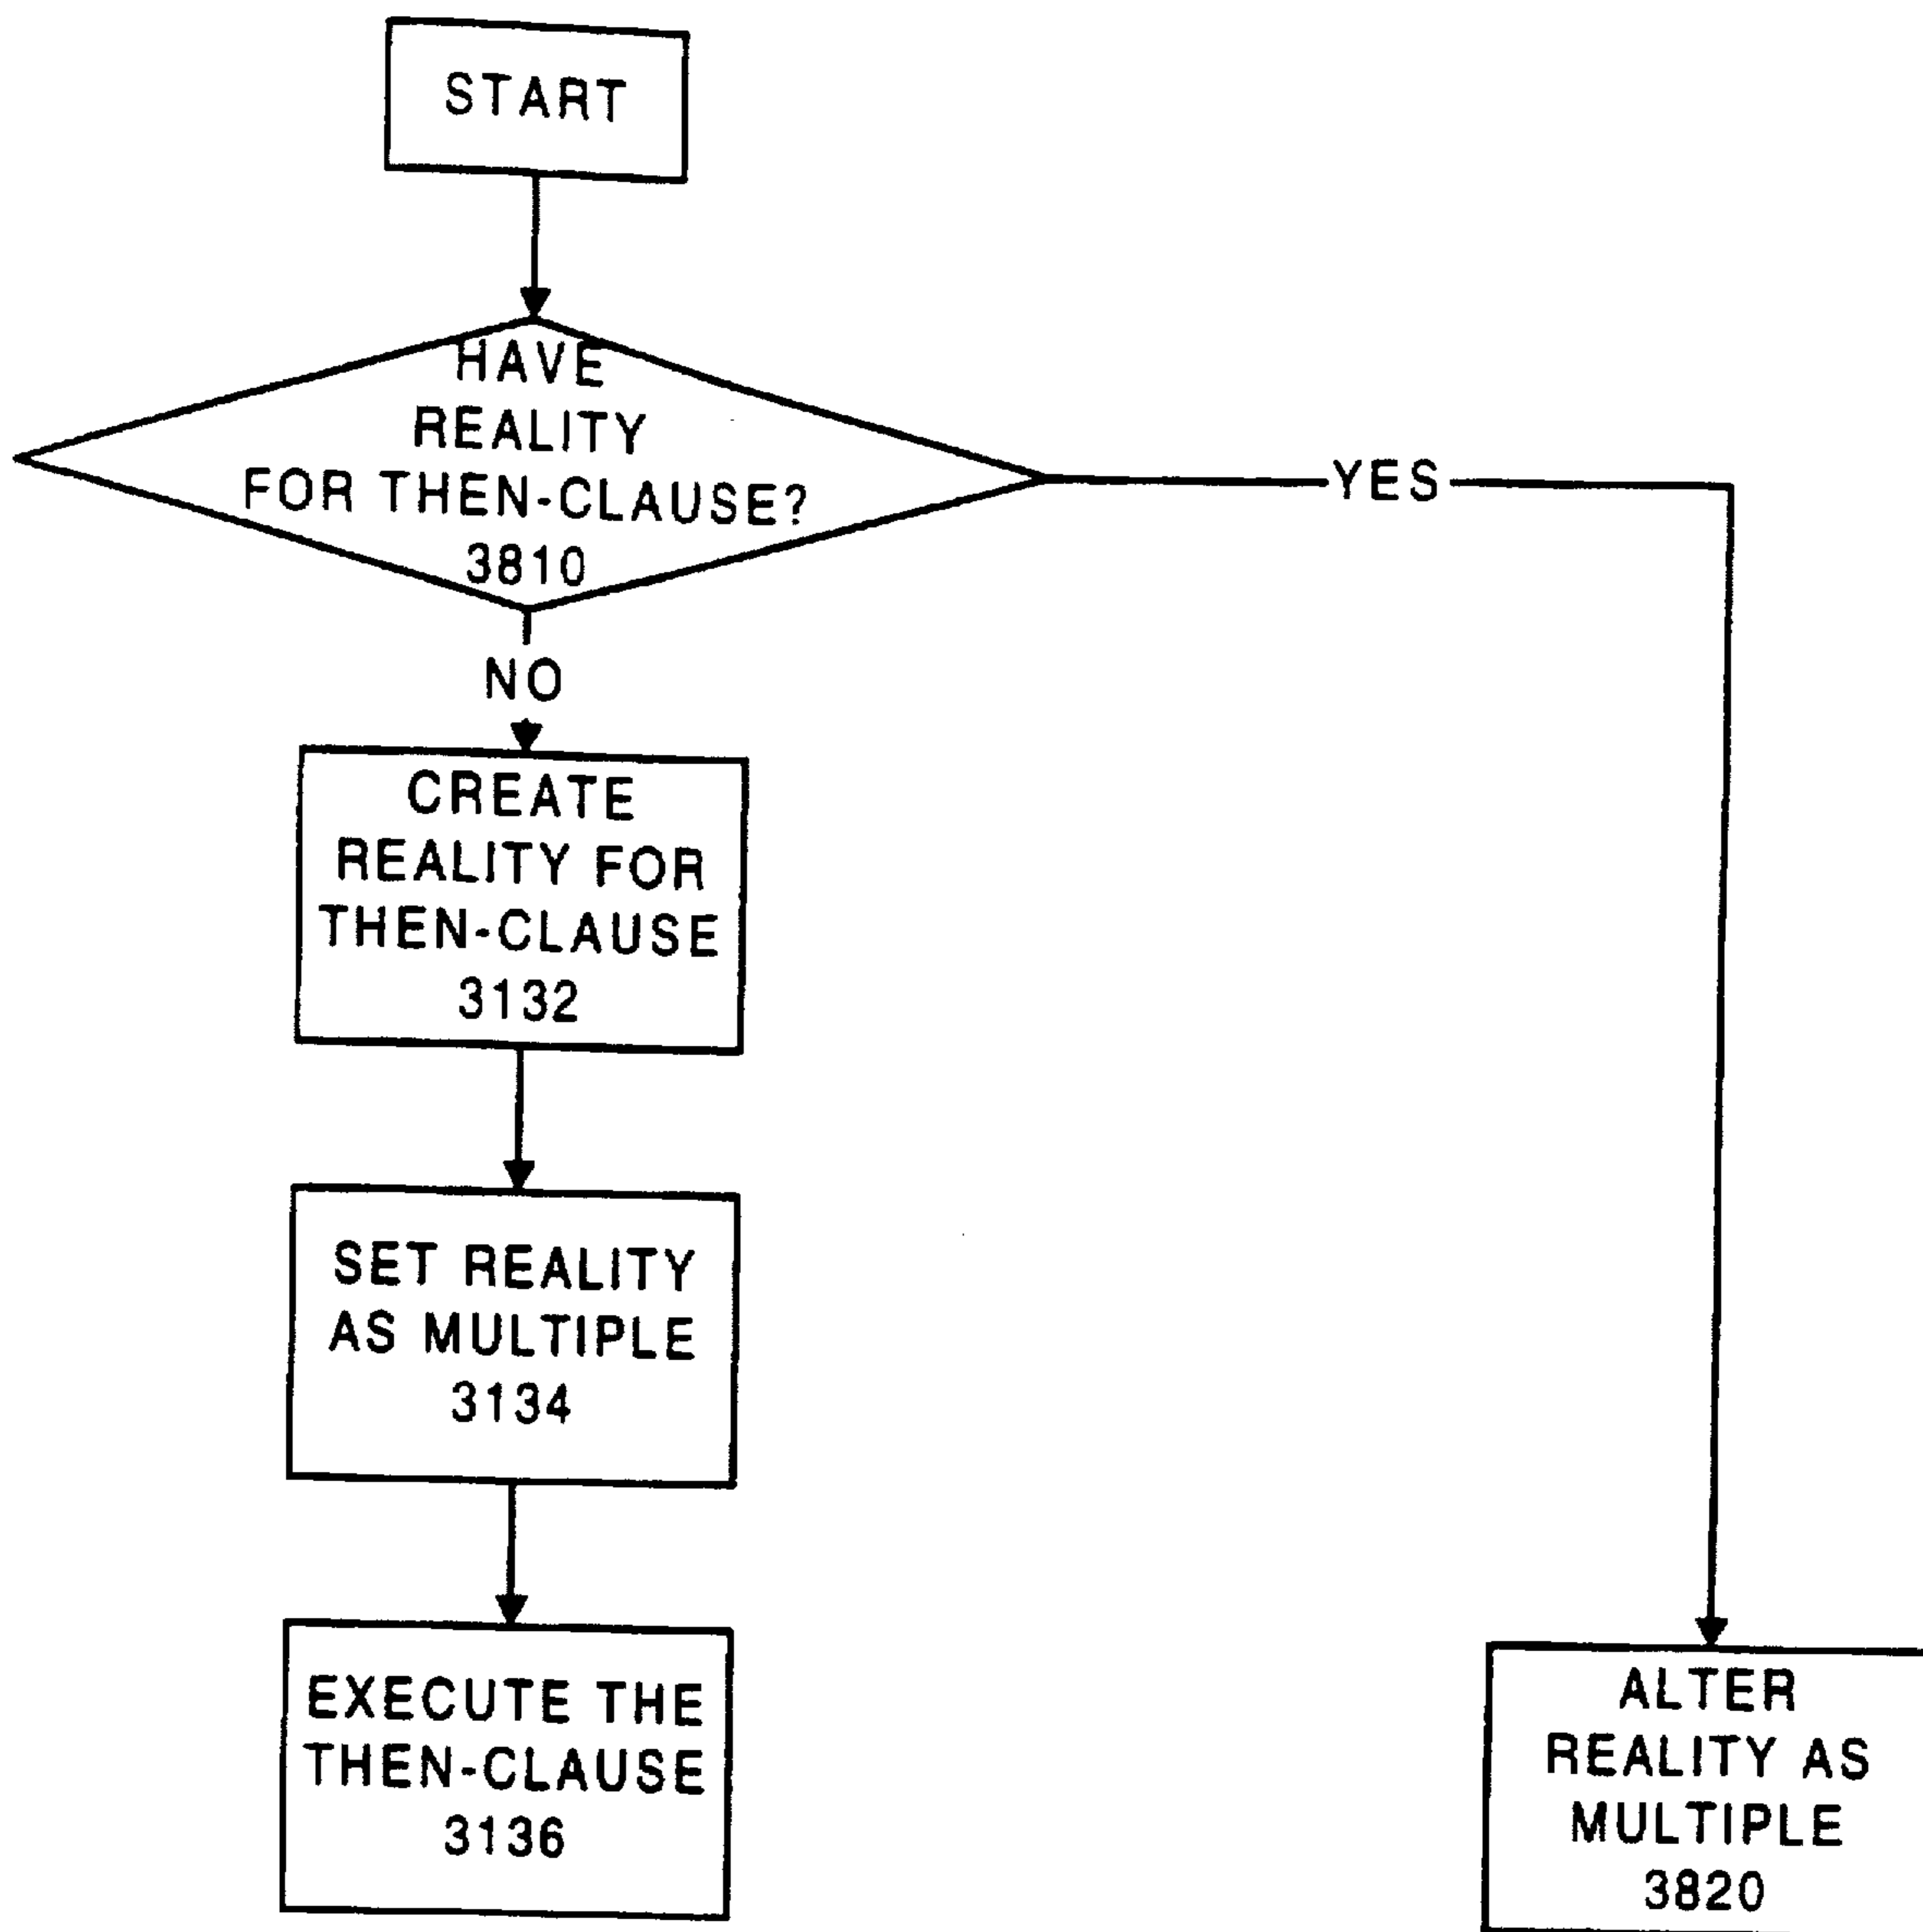 START
HAVE
REALITY
FOR THEN-CLAUSE?
3810
YES
NO
CREATE
REALITY FOR
THEN-CLAUSE
3132
SET REALITY
AS MULTIPLE
3134
EXECUTE THE
THEN-CLAUSE
3136
ALTER
REALITY AS
MULTIPLE
3820